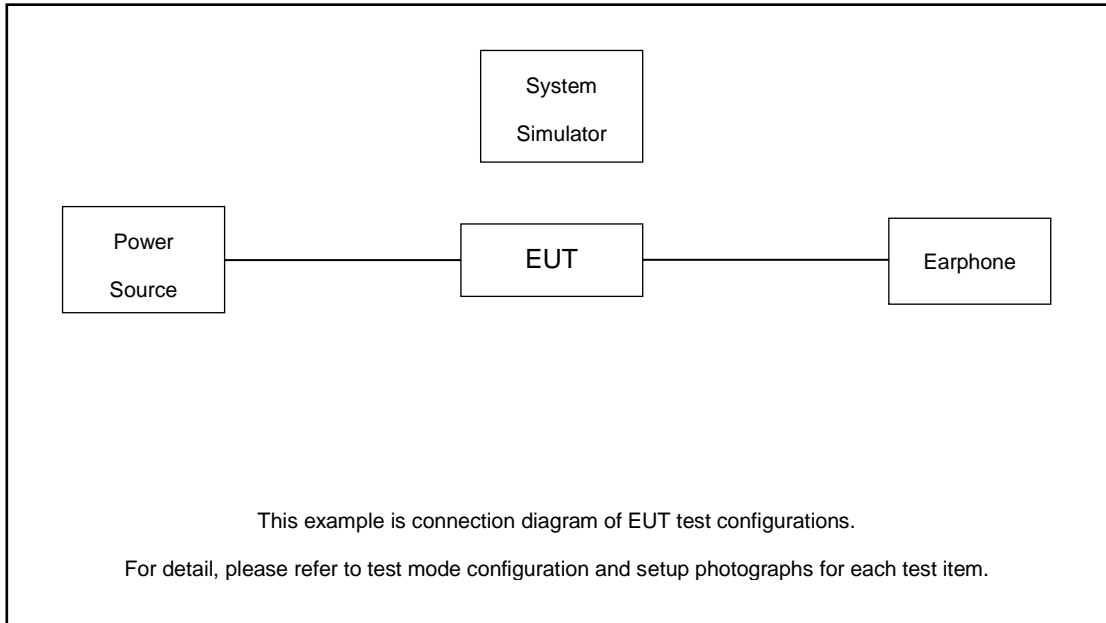 System
Simulator
Power
Source
EUT
Earphone
This example is connection diagram of EUT test configurations.
For detail, please refer to test mode configuration and setup photographs for each test item.